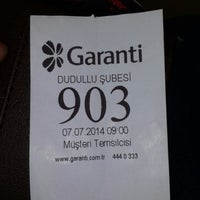 Garanti
DUDULLU ŞUBESİ
903
07.07.2014 09:00
Müşteri Temsilcisi
www.garanti.com.tr 444 0 333